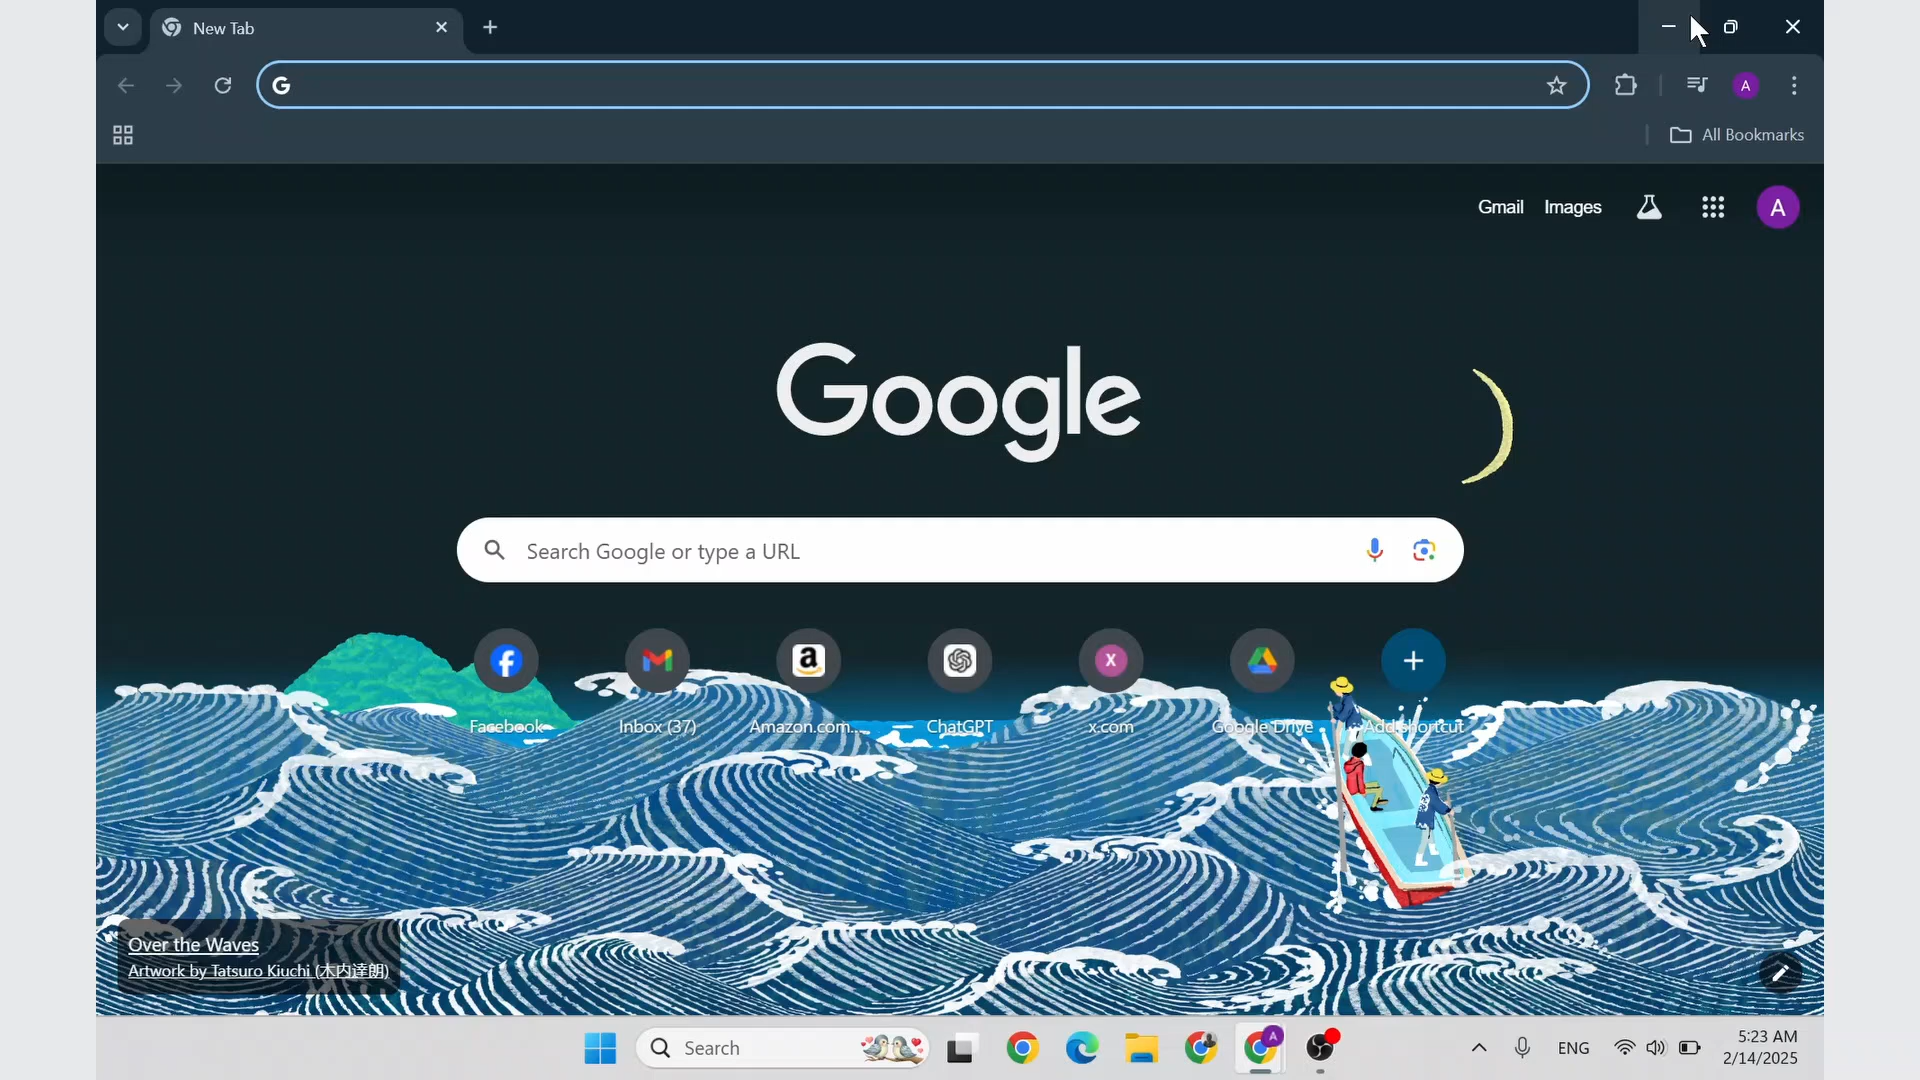 New Tab
All Bookmarks
Gmail Images
A
A
Google
Search Google or type a URL
X
Facebook Inbox (37) Amazon.com... ChatGPT x.com Google Drive Add shortcut
Over the Waves
Artwork by Tatsuro Kiuchi (木内達朗)
Search
A
ENG
5:23 AM
2/14/2025